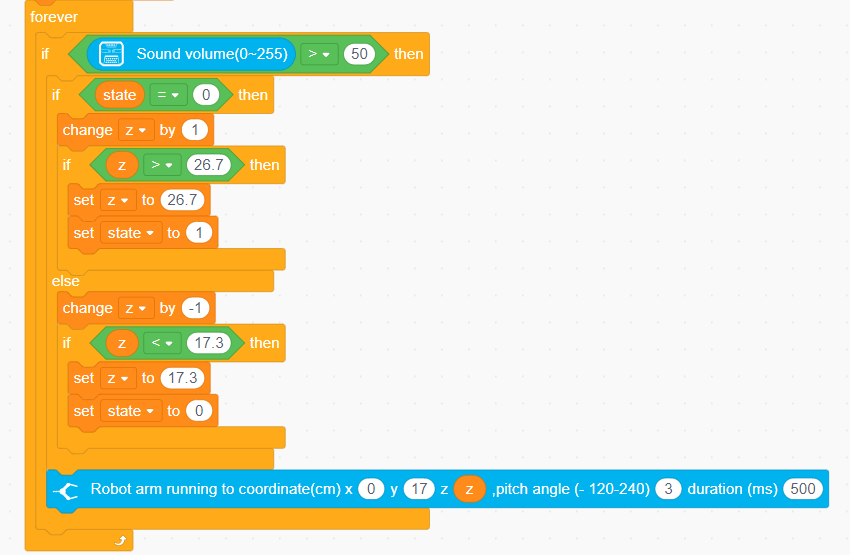 forever
if Sound volume(0~255) > 50 then
if state = 0 then
change z by 1
if z > 26.7 then
set z to 26.7
set state to 1
else
change z by -1
if z < 17.3 then
set z to 17.3
set state to 0
Robot arm running to coordinate(cm) x 0 y 17 z z ,pitch angle (- 120-240) 3 duration (ms) 500